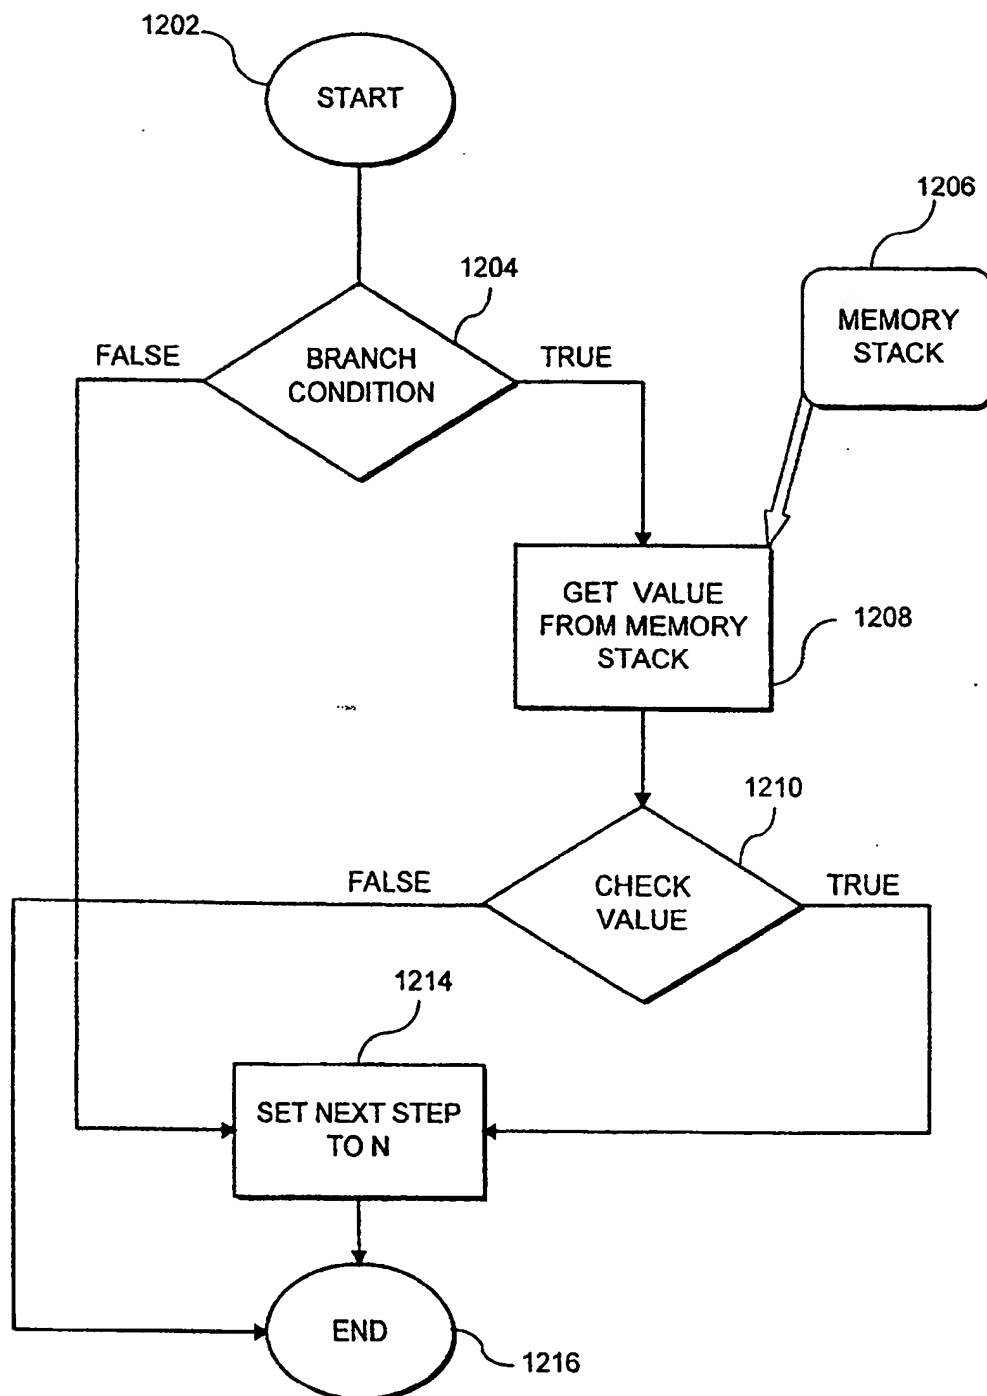 1202
START
1206
MEMORY
STACK
1204
FALSE
BRANCH
CONDITION
TRUE
GET VALUE
FROM MEMORY
STACK
1208
1210
FALSE
CHECK
VALUE
TRUE
1214
SET NEXT STEP
TO N
END
1216